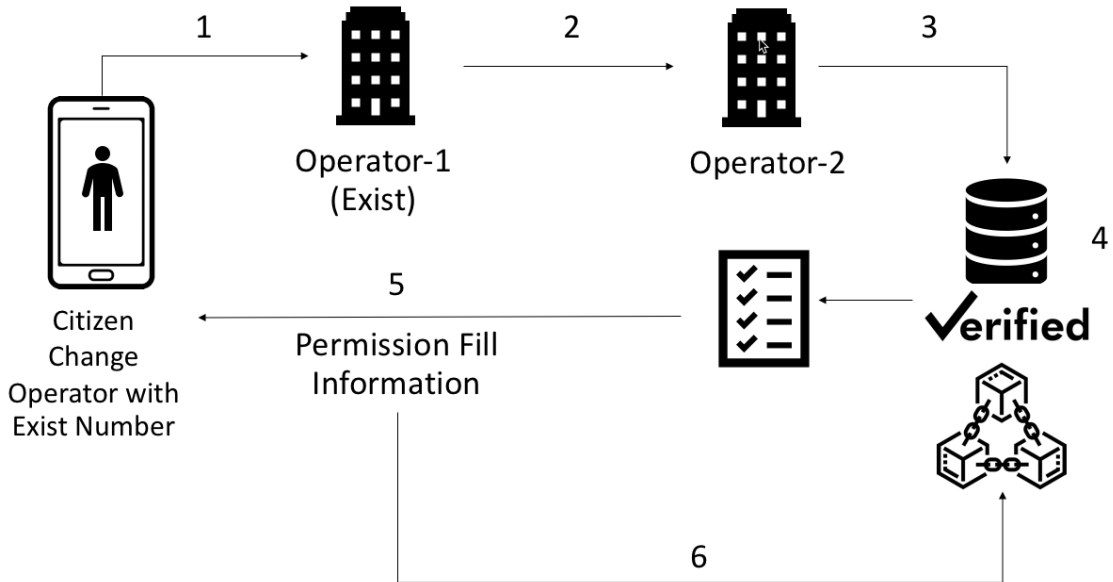 1
2
3
Operator-1
(Exist)
Operator-2
4
Verified
5
Permission Fill
Information
Citizen
Change
Operator with
Exist Number
6